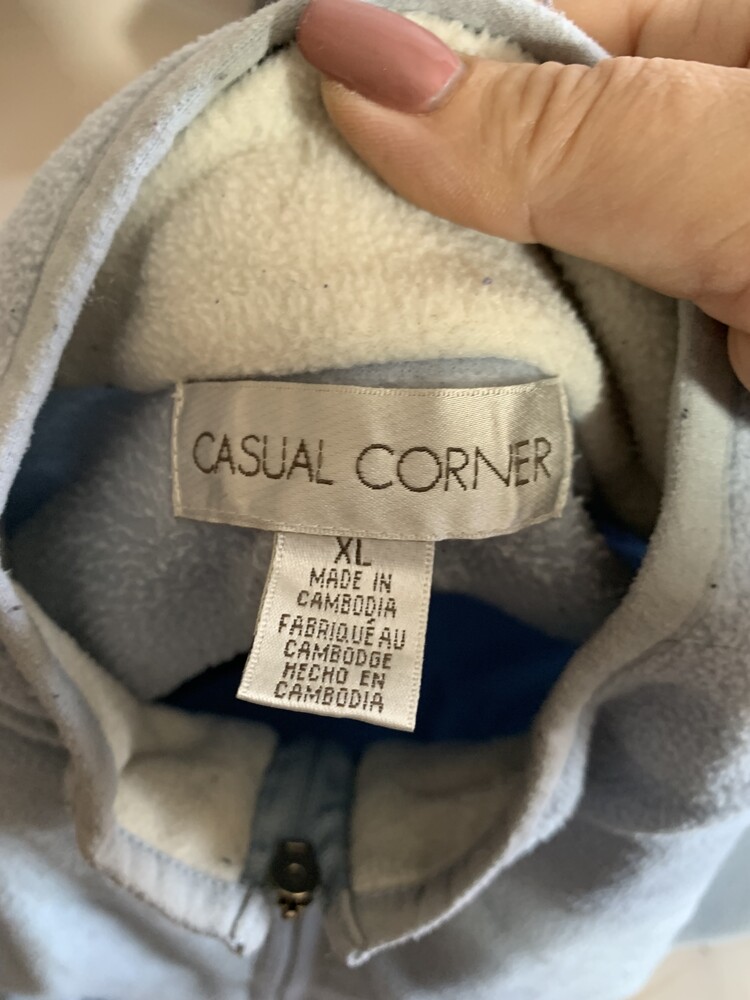 CASUAL CORNER
XL
MADE IN
CAMBODIA
FABRIQUÉ AU
CAMBODGE
HECHO EN
CAMBODIA